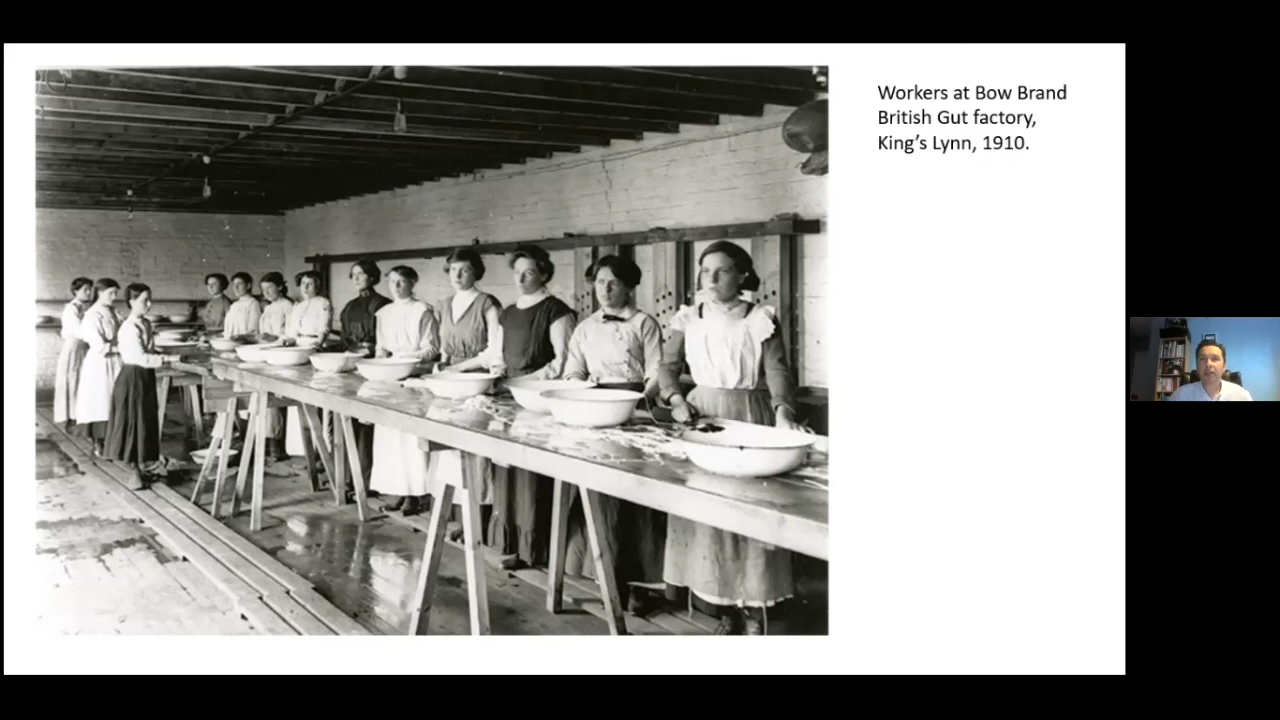 Workers at Bow Brand
British Gut factory,
King’s Lynn, 1910.